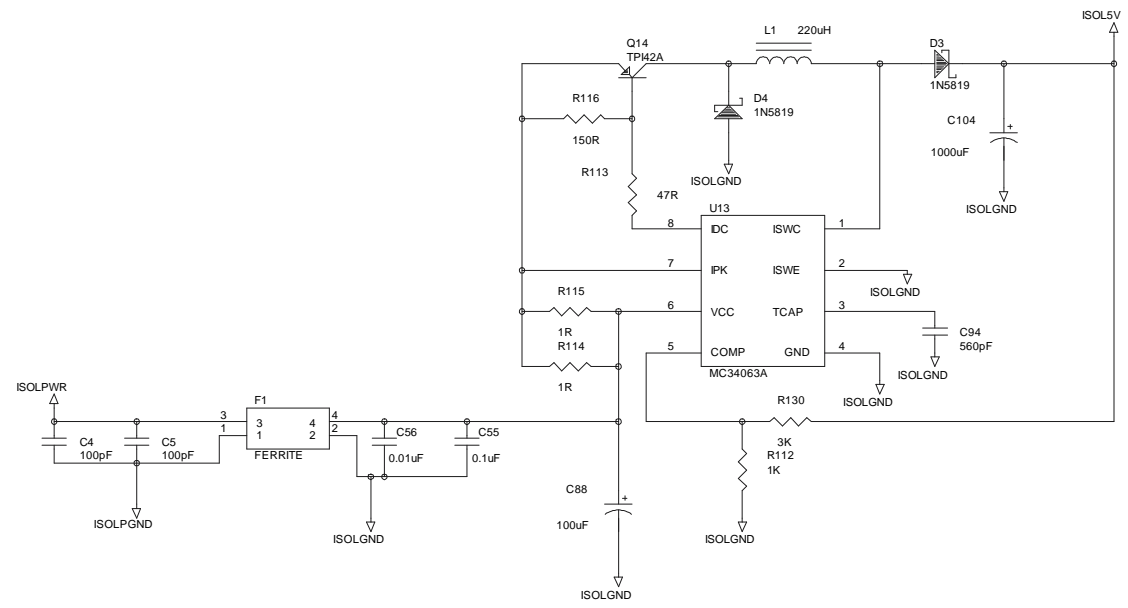 ISOL5V
L1 220uH
Q14
TPI42A
D3
1N5819
R116
150R
D4
1N5819
C104
+
1000uF
R113
47R
ISOLGND
ISOLGND
U13
8 IDC ISWC 1
7 IPK ISWE 2
ISOLGND
R115
1R
6 VCC TCAP 3
C94
560pF
R114
1R
5 COMP GND 4
MC34063A
ISOLGND
ISOLGND
ISOLPWR
F1
R130
3K
3 3 4 4
1 1 2 2
FERRITE
C4
100pF
C5
100pF
C56
0.01uF
C55
0.1uF
R112
1K
C88
+
100uF
ISOLPGND
ISOLGND
ISOLGND
ISOLGND